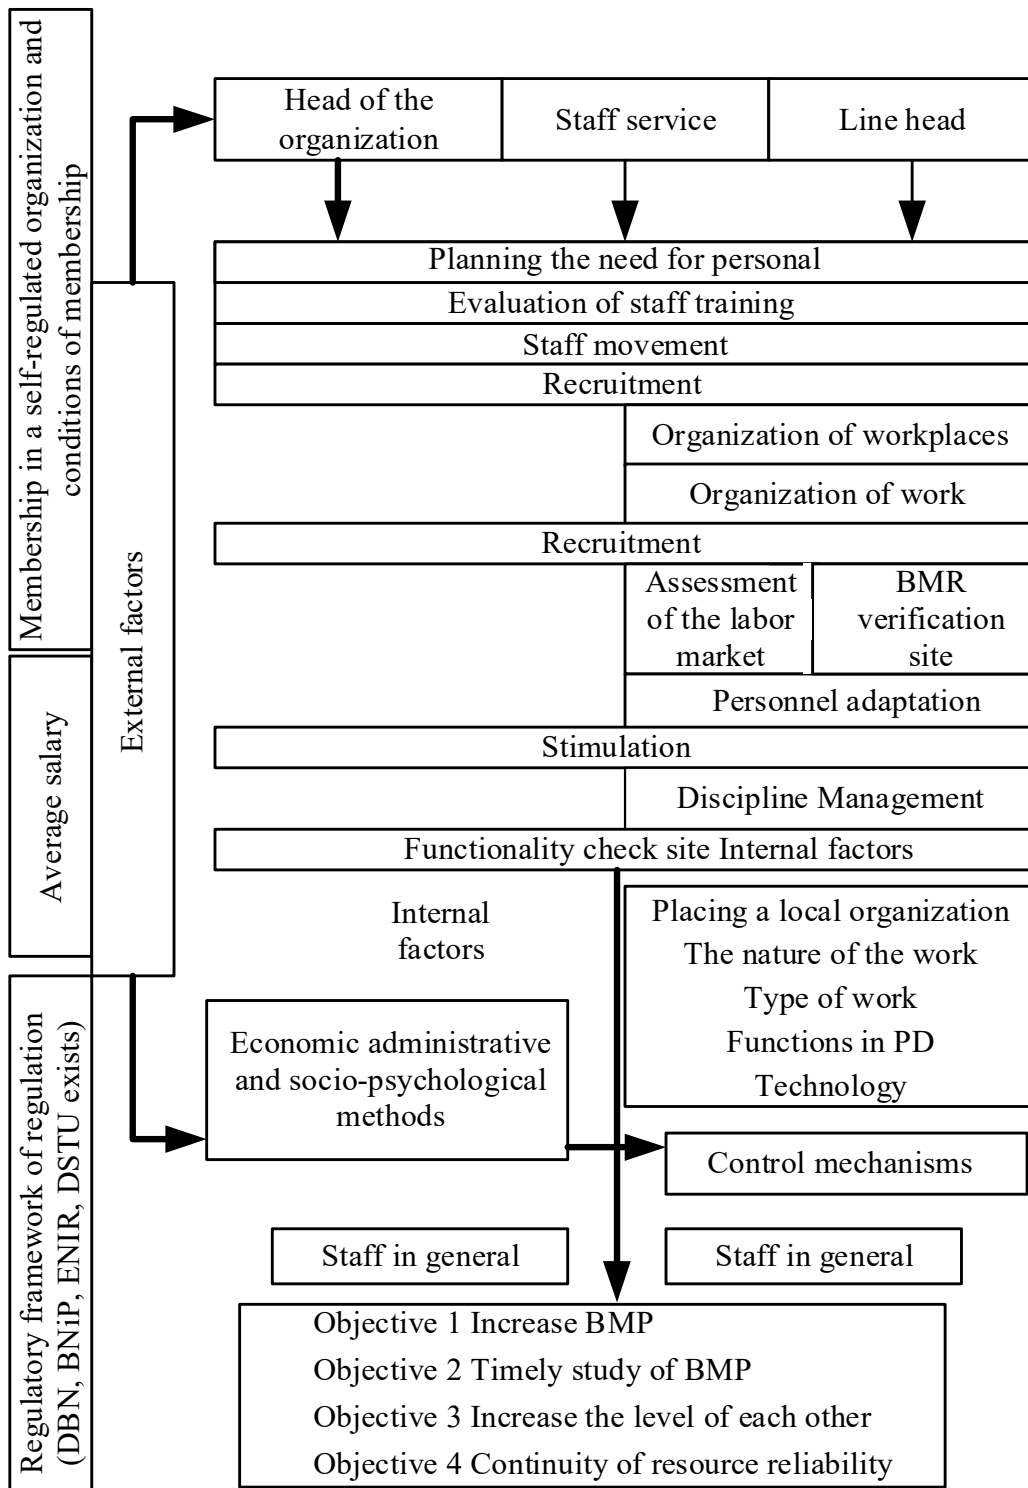 Membership in a self-regulated organization and
conditions of membership
Average salary
Regulatory framework of regulation
(DBN, BNiP, ENIR, DSTU exists)
External factors
Head of the
organization
Staff service
Line head
Planning the need for personal
Evaluation of staff training
Staff movement
Recruitment
Organization of workplaces
Organization of work
Recruitment
Assessment
of the labor
market
BMR
verification
site
Personnel adaptation
Stimulation
Discipline Management
Functionality check site Internal factors
Internal
factors
Placing a local organization
The nature of the work
Type of work
Functions in PD
Technology
Economic administrative
and socio-psychological
methods
Control mechanisms
Staff in general
Staff in general
Objective 1 Increase BMP
Objective 2 Timely study of BMP
Objective 3 Increase the level of each other
Objective 4 Continuity of resource reliability